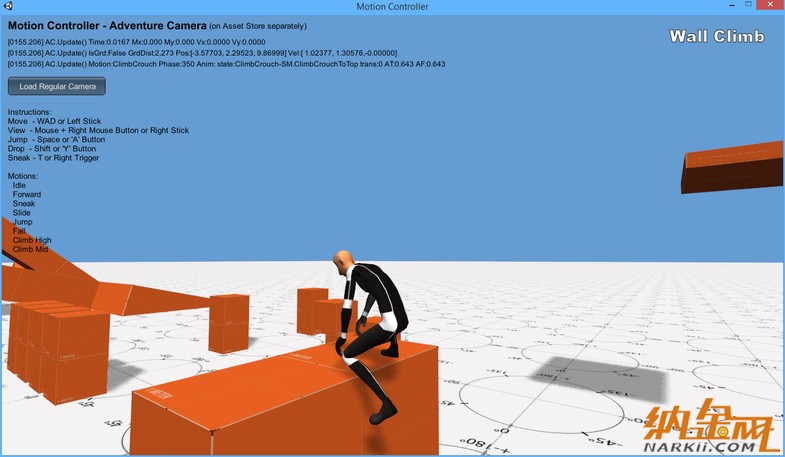 Motion Controller
Motion Controller - Adventure Camera (on Asset Store separately)
[0155.206] AC.Update() Time:0.0167 Mx:0.000 My:0.000 Vx:0.0000 Vy:0.0000
[0155.206] AC.Update() IsGrd:False GrdDist:2.273 Pos:[-3.57703, 2.29523, 9.86999] Vel:[ 1.02377, 1.30576,-0.00000]
[0155.206] AC.Update() Motion:ClimbCrouch Phase:350 Anim: state:ClimbCrouch-SM.ClimbCrouchToTop trans:0 AT:0.643 AF:0.643
Wall Climb
Load Regular Camera
Instructions:
Move - WAD or Left Stick
View - Mouse + Right Mouse Button or Right Stick
Jump - Space or 'A' Button
Drop - Shift or 'Y' Button
Sneak - T or Right Trigger
Motions:
Idle
Forward
Sneak
Slide
Jump
Fall
Climb High
Climb Mid
纳金网
NARKII.COM